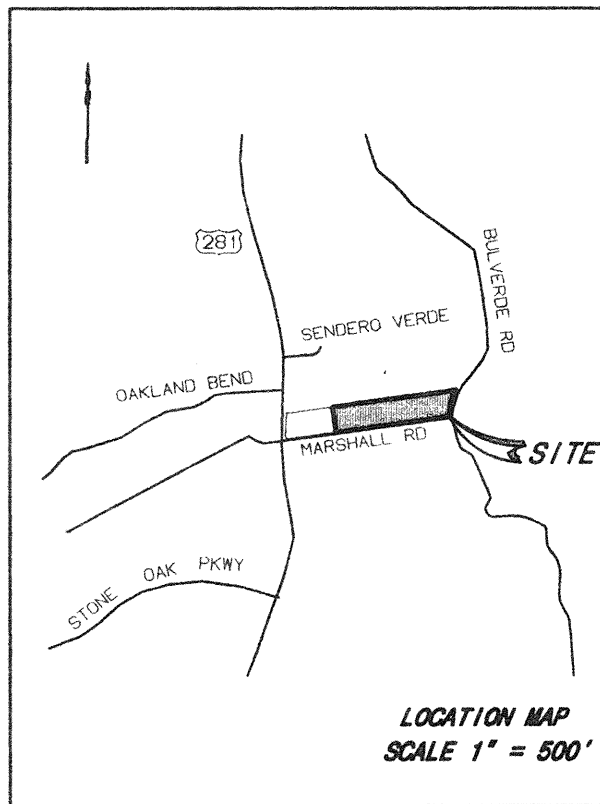 281
BULVERDE RD
SENDERO VERDE
OAKLAND BEND
MARSHALL RD
SITE
STONE OAK PKWY
LOCATION MAP
SCALE 1" = 500'